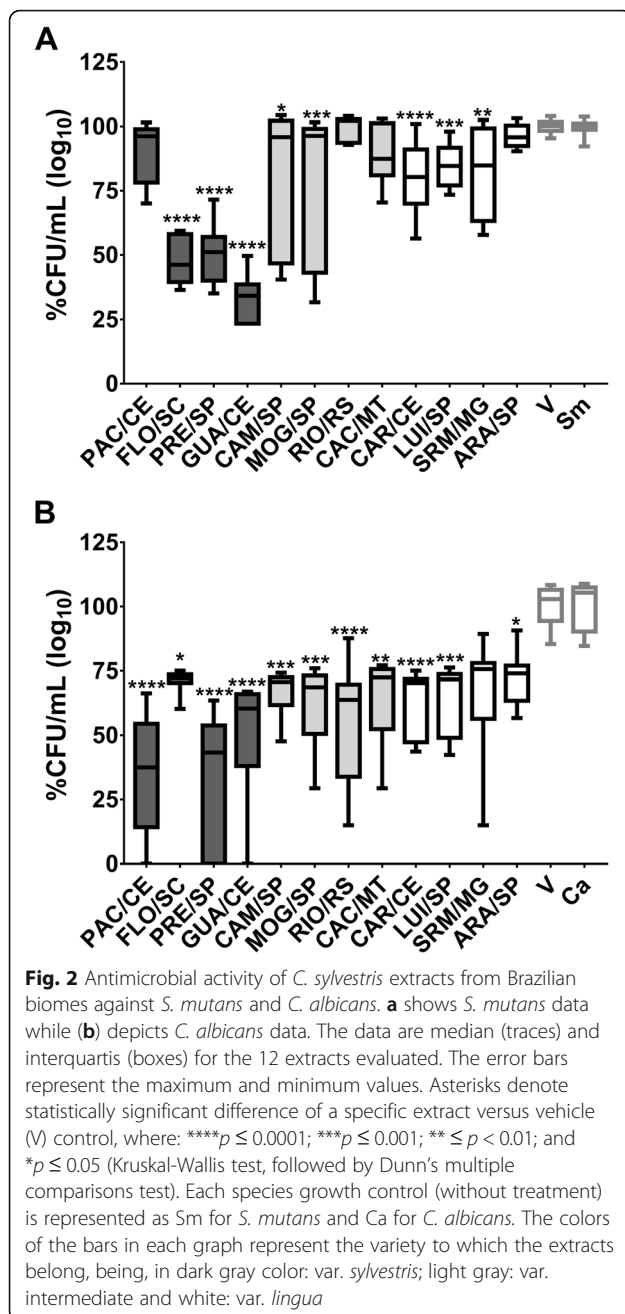 A
%CFU/mL (log10)
125
100
75
50
25
0
****
****
****
*
***
****
***
**
PAC/CE
FLO/SC
PRE/SP
GUA/CE
CAM/SP
MOG/SP
RIO/RS
CAC/MT
CAR/CE
LUI/SP
SRM/MG
ARA/SP
V
Sm
B
%CFU/mL (log10)
125
100
75
50
25
0
****
*
****
****
***
***
****
**
****
***
*
PAC/CE
FLO/SC
PRE/SP
GUA/CE
CAM/SP
MOG/SP
RIO/RS
CAC/MT
CAR/CE
LUI/SP
SRM/MG
ARA/SP
V
Ca
Fig. 2 Antimicrobial activity of C. sylvestris extracts from Brazilian
biomes against S. mutans and C. albicans. a shows S. mutans data
while (b) depicts C. albicans data. The data are median (traces) and
interquartis (boxes) for the 12 extracts evaluated. The error bars
represent the maximum and minimum values. Asterisks denote
statistically significant difference of a specific extract versus vehicle
(V) control, where: ****p ≤ 0.0001; ***p ≤ 0.001; ** ≤ p < 0.01; and
*p ≤ 0.05 (Kruskal-Wallis test, followed by Dunn's multiple
comparisons test). Each species growth control (without treatment)
is represented as Sm for S. mutans and Ca for C. albicans. The colors
of the bars in each graph represent the variety to which the extracts
belong, being, in dark gray color: var. sylvestris; light gray: var.
intermediate and white: var. lingua